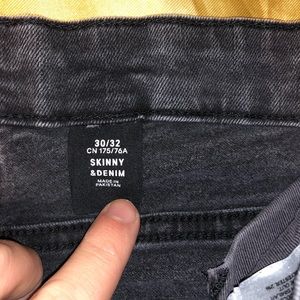 30/32
CN 175/76A
SKINNY
&DENIM
MADE IN
PAKISTAN